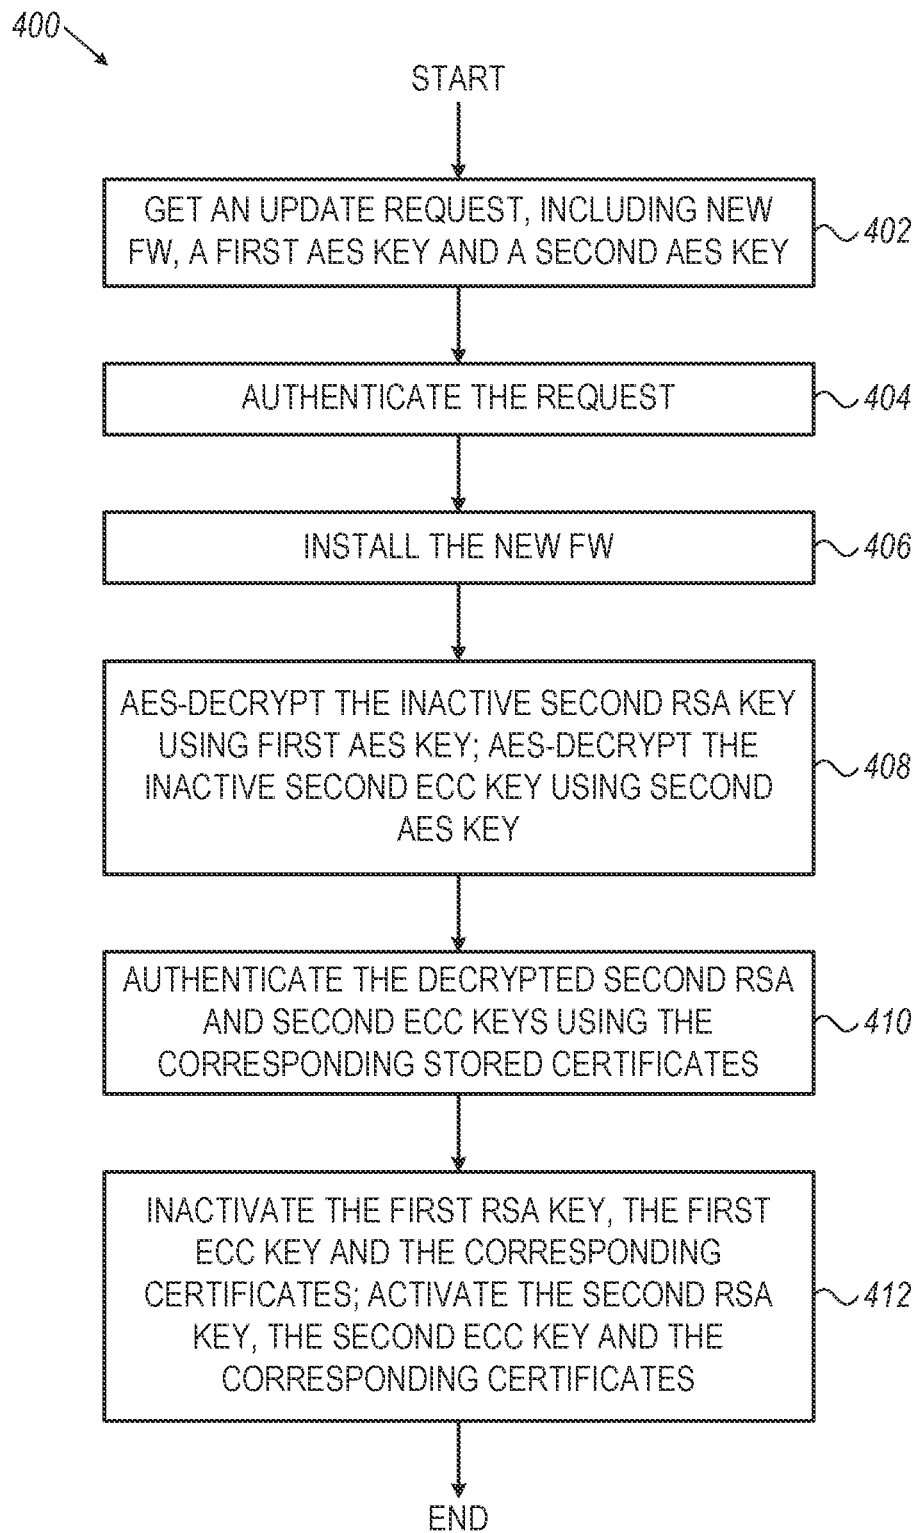 400
START
GET AN UPDATE REQUEST, INCLUDING NEW
FW, A FIRST AES KEY AND A SECOND AES KEY
402
AUTHENTICATE THE REQUEST
404
INSTALL THE NEW FW
406
AES-DECRYPT THE INACTIVE SECOND RSA KEY
USING FIRST AES KEY; AES-DECRYPT THE
INACTIVE SECOND ECC KEY USING SECOND
AES KEY
408
AUTHENTICATE THE DECRYPTED SECOND RSA
AND SECOND ECC KEYS USING THE
CORRESPONDING STORED CERTIFICATES
410
INACTIVATE THE FIRST RSA KEY, THE FIRST
ECC KEY AND THE CORRESPONDING
CERTIFICATES; ACTIVATE THE SECOND RSA
KEY, THE SECOND ECC KEY AND THE
CORRESPONDING CERTIFICATES
412
END